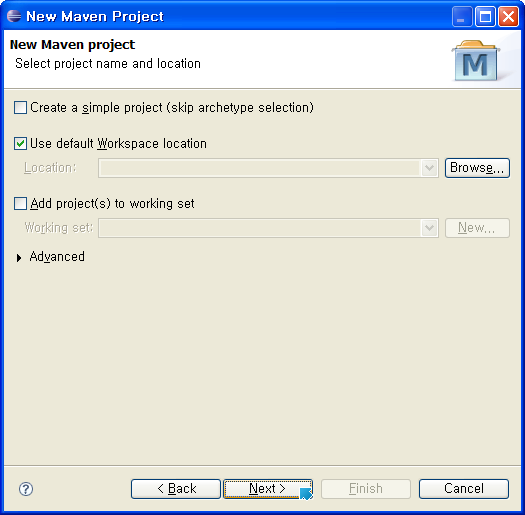 New Maven Project
New Maven project
Select project name and location
M
Create a simple project (skip archetype selection)
Use default Workspace location
Location:
Browse...
Add project(s) to working set
Working set:
New...
Advanced
?
< Back
Next >
Finish
Cancel